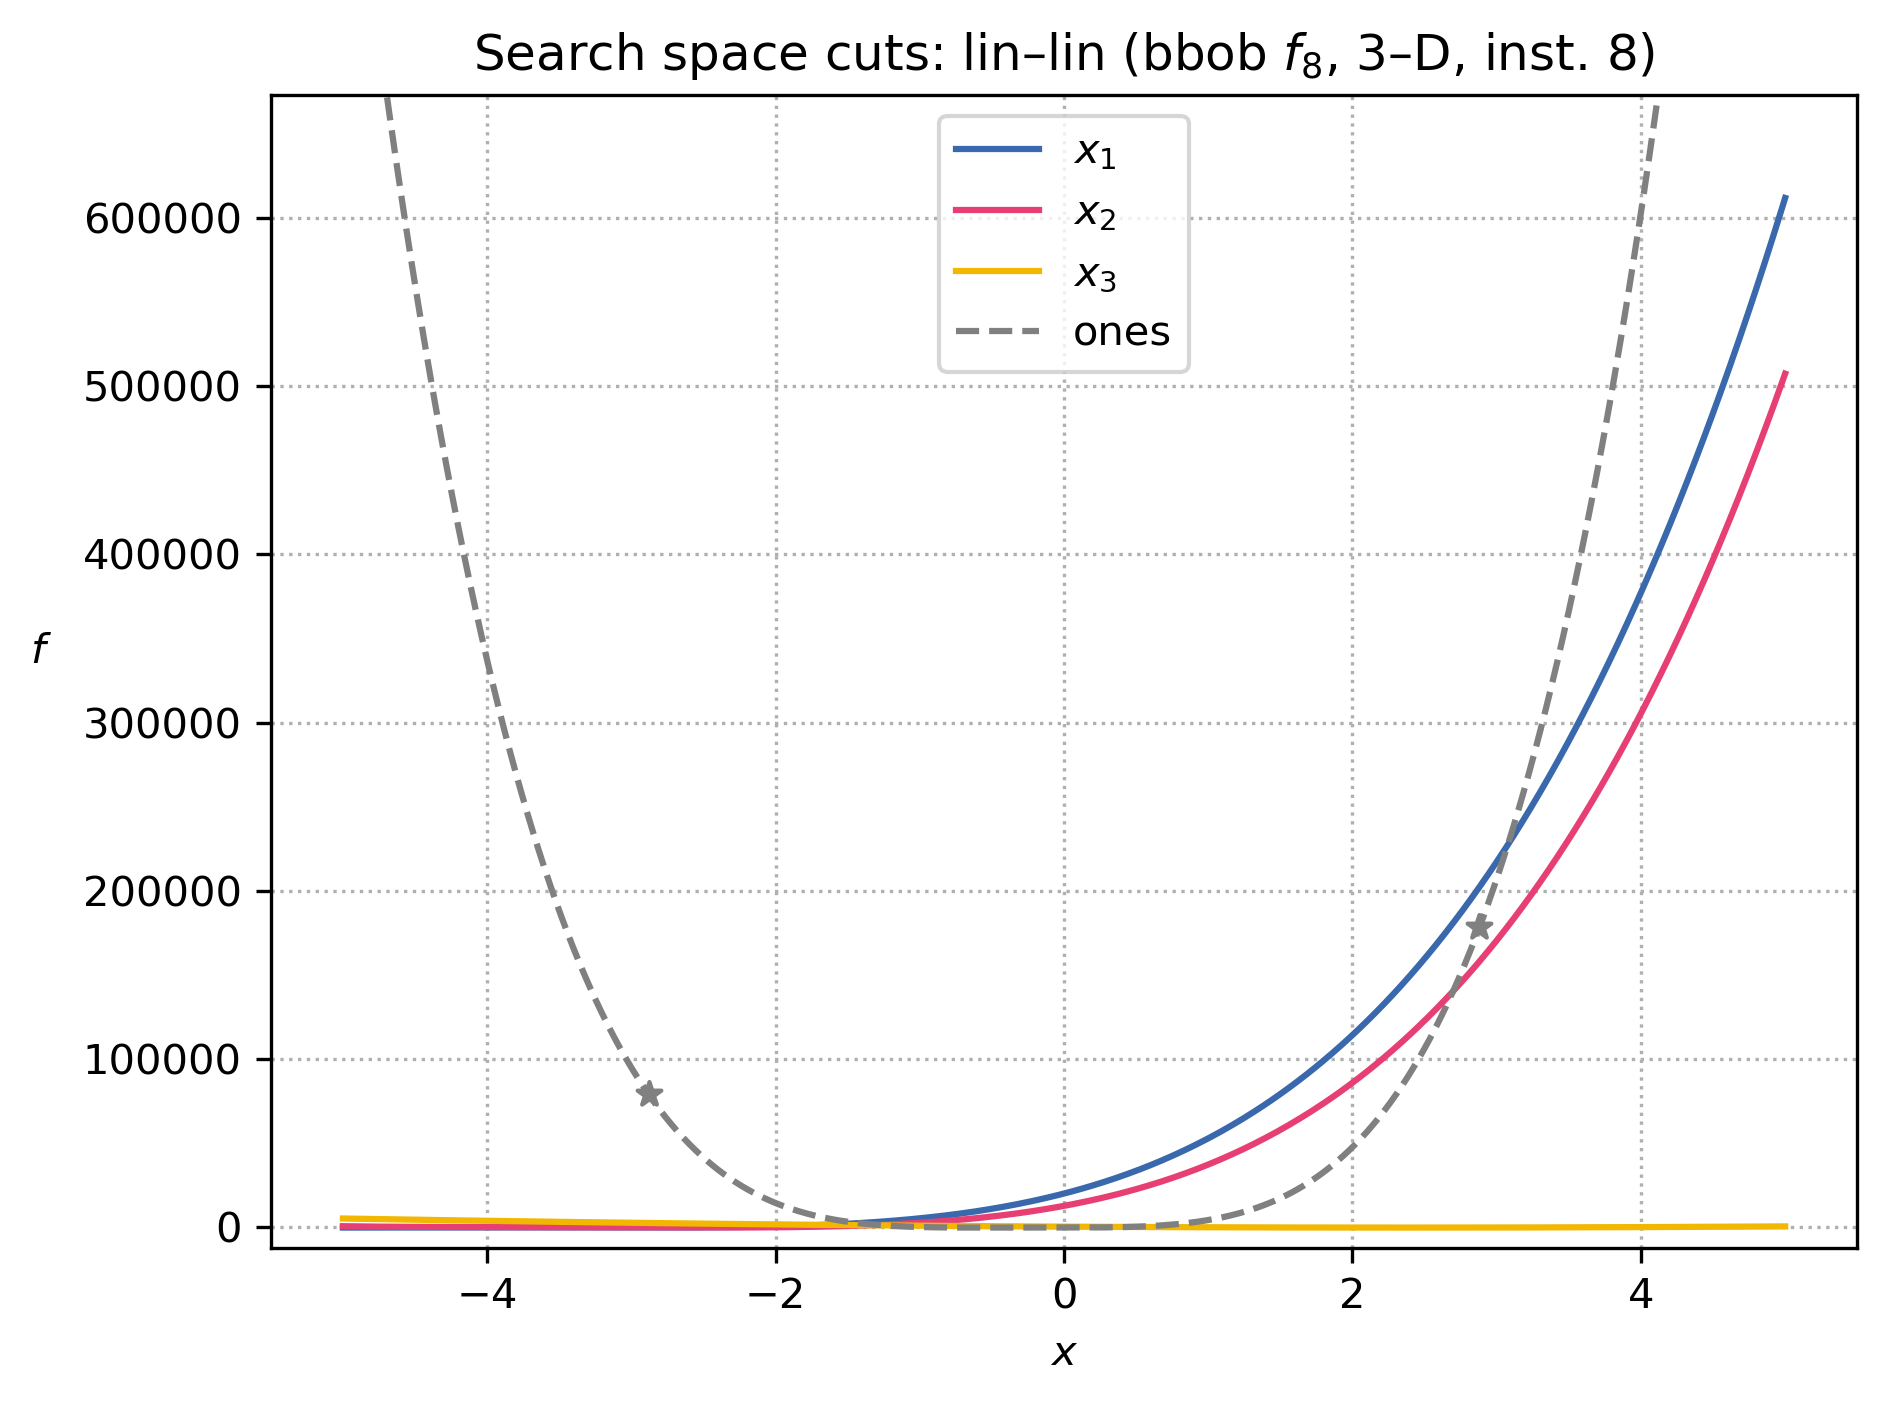 Search space cuts: lin–lin (bbob f₈, 3–D, inst. 8)
x₁
x₂
x₃
ones
600000
500000
400000
300000
200000
100000
0
f
−4
−2
0
2
4
x